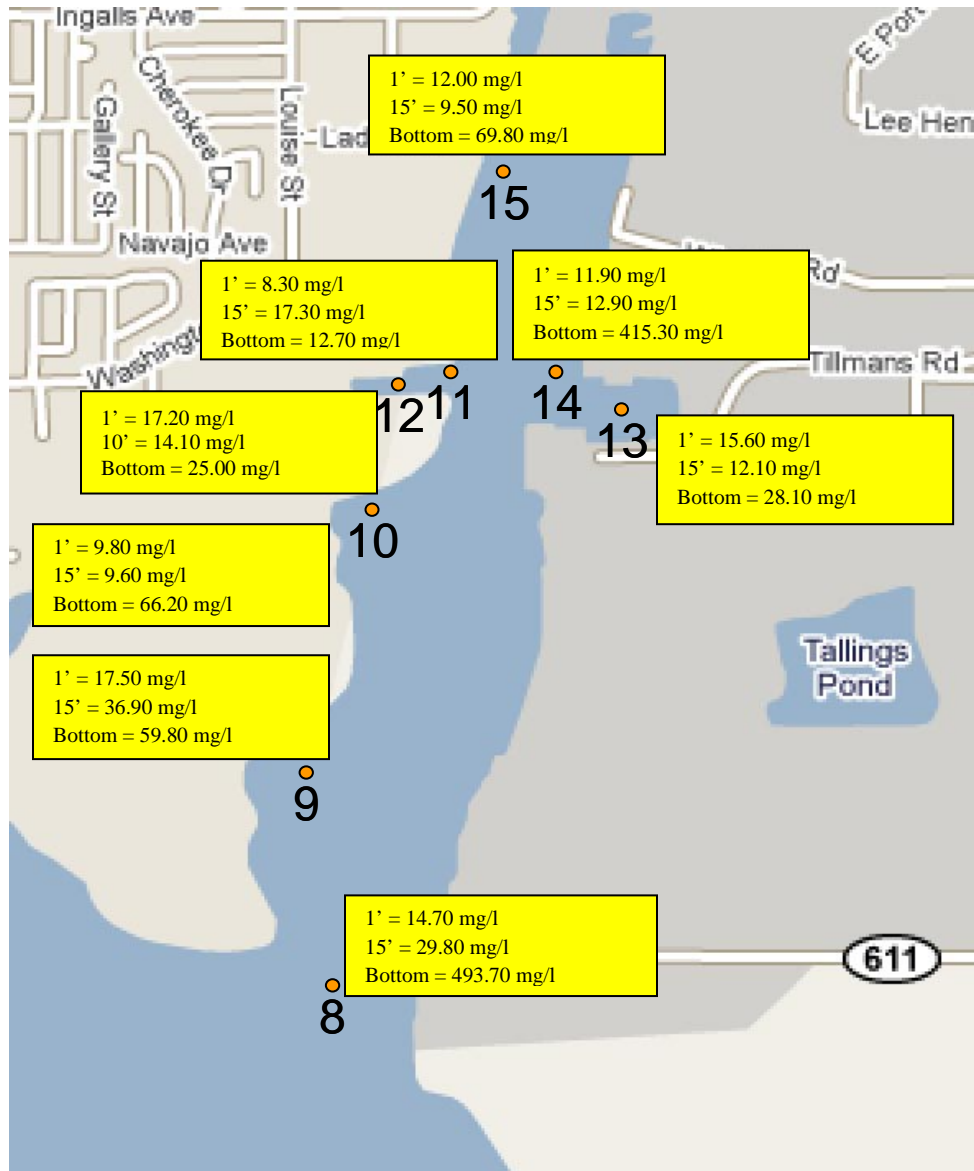 Ingalls Ave
Cherokee Dr
Gallery St
Louise St
Navajo Ave
E Por
Lee Hen
1’ = 12.00 mg/l
15’ = 9.50 mg/l
Bottom = 69.80 mg/l
15
Rd
1’ = 8.30 mg/l
15’ = 17.30 mg/l
Bottom = 12.70 mg/l
1’ = 11.90 mg/l
15’ = 12.90 mg/l
Bottom = 415.30 mg/l
Tillmans Rd
12
11
14
13
1’ = 17.20 mg/l
10’ = 14.10 mg/l
Bottom = 25.00 mg/l
1’ = 15.60 mg/l
15’ = 12.10 mg/l
Bottom = 28.10 mg/l
10
1’ = 9.80 mg/l
15’ = 9.60 mg/l
Bottom = 66.20 mg/l
Tallings
Pond
1’ = 17.50 mg/l
15’ = 36.90 mg/l
Bottom = 59.80 mg/l
9
1’ = 14.70 mg/l
15’ = 29.80 mg/l
Bottom = 493.70 mg/l
611
8